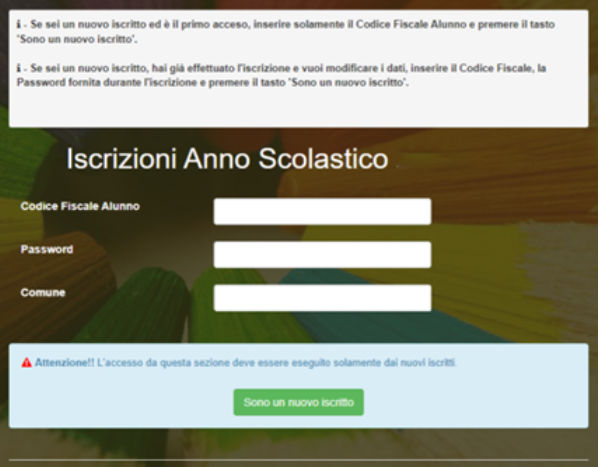 i - Se sei un nuovo iscritto ed è il primo acceso, inserire solamente il Codice Fiscale Alunno e premere il tasto
'Sono un nuovo iscritto'.
i - Se sei un nuovo iscritto, hai già effettuato l'iscrizione e vuoi modificare i dati, inserire il Codice Fiscale, la
Password fornita durante l'iscrizione e premere il tasto 'Sono un nuovo iscritto'.
Iscrizioni Anno Scolastico
Codice Fiscale Alunno
Password
Comune
Attenzione!! L'accesso da questa sezione deve essere eseguito solamente dai nuovi iscritti.
Sono un nuovo iscritto